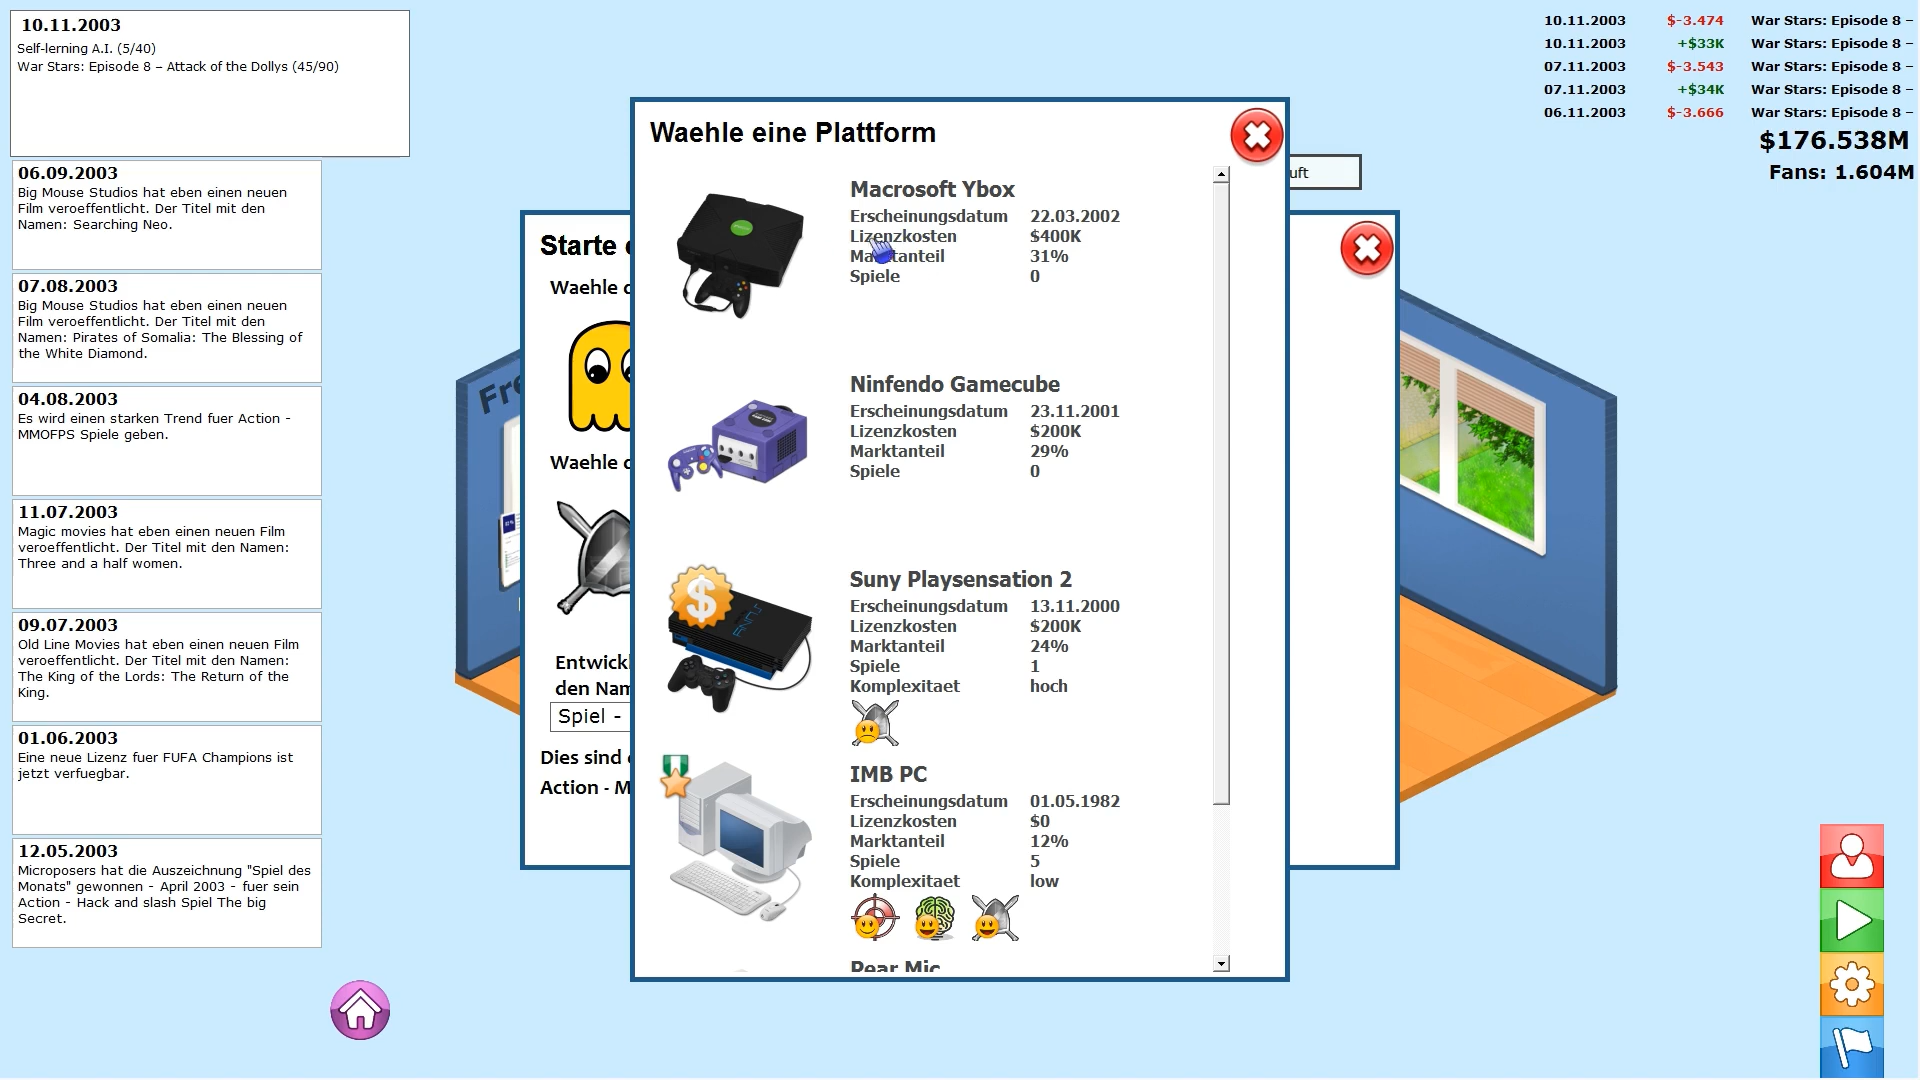 10.11.2003
Self-lerning A.I. (5/40)
War Stars: Episode 8 – Attack of the Dollys (45/90)
06.09.2003
Big Mouse Studios hat eben einen neuen
Film veroeffentlicht. Der Titel mit den
Namen: Searching Neo.
07.08.2003
Big Mouse Studios hat eben einen neuen
Film veroeffentlicht. Der Titel mit den
Namen: Pirates of Somalia: The Blessing of
the White Diamond.
04.08.2003
Es wird einen starken Trend fuer Action -
MMOFPS Spiele geben.
11.07.2003
Magic movies hat eben einen neuen Film
veroeffentlicht. Der Titel mit den Namen:
Three and a half women.
09.07.2003
Old Line Movies hat eben einen neuen Film
veroeffentlicht. Der Titel mit den Namen:
The King of the Lords: The Return of the
King.
01.06.2003
Eine neue Lizenz fuer FUFA Champions ist
jetzt verfuegbar.
12.05.2003
Microposers hat die Auszeichnung "Spiel des
Monats" gewonnen - April 2003 - fuer sein
Action - Hack and slash Spiel The big
Secret.
Starte
Waehle
Waehle
Entwickl
den Nam
Spiel -
Dies sind
Action - M
Fre
Waehle eine Plattform
Macrosoft Ybox
Erscheinungsdatum 22.03.2002
Lizenzkosten $400K
Marktanteil 31%
Spiele 0
Ninfendo Gamecube
Erscheinungsdatum 23.11.2001
Lizenzkosten $200K
Marktanteil 29%
Spiele 0
Suny Playsensation 2
Erscheinungsdatum 13.11.2000
Lizenzkosten $200K
Marktanteil 24%
Spiele 1
Komplexitaet hoch
IMB PC
Erscheinungsdatum 01.05.1982
Lizenzkosten $0
Marktanteil 12%
Spiele 5
Komplexitaet low
Pear Mic
uft
10.11.2003 $-3.474 War Stars: Episode 8 –
10.11.2003 +$33K War Stars: Episode 8 –
07.11.2003 $-3.543 War Stars: Episode 8 –
07.11.2003 +$34K War Stars: Episode 8 –
06.11.2003 $-3.666 War Stars: Episode 8 –
$176.538M
Fans: 1.604M